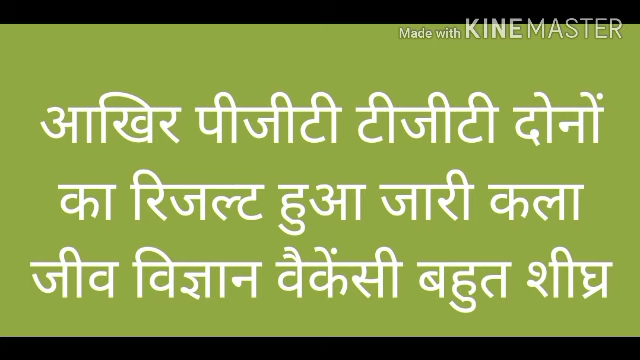 Made with KINEMASTER
आखिर पीजीटी टीजीटी दोनों
का रिजल्ट हुआ जारी कला
जीव विज्ञान वैकेंसी बहुत शीघ्र